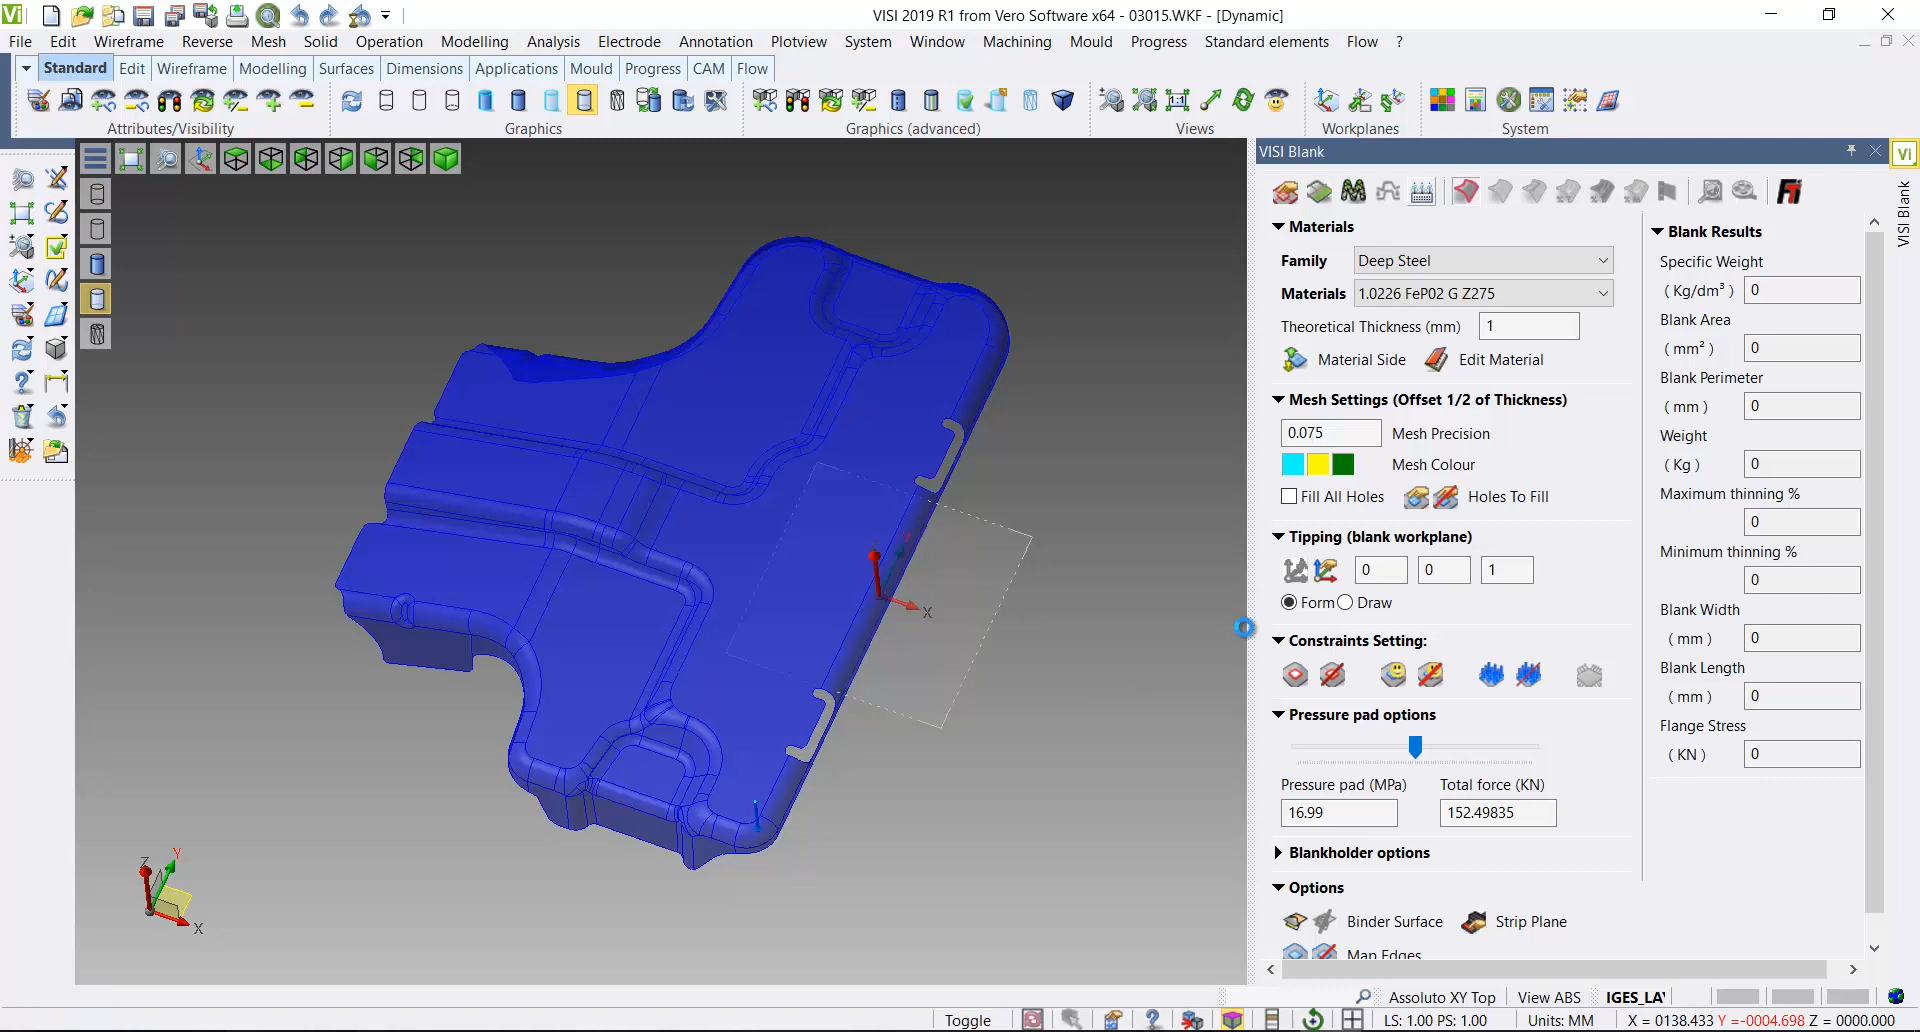 Vi
VISI 2019 R1 from Vero Software x64 - 03015.WKF - [Dynamic]
File Edit Wireframe Reverse Mesh Solid Operation Modelling Analysis Electrode Annotation Plotview System Window Machining Mould Progress Standard elements Flow ?
Standard Edit Wireframe Modelling Surfaces Dimensions Applications Mould Progress CAM Flow
Attributes/Visibility Graphics Graphics (advanced) Views Workplanes System
VISI Blank
Vi
VISI Blank
Materials
Family Deep Steel
Materials 1.0226 FeP02 G Z275
Theoretical Thickness (mm) 1
Material Side Edit Material
Mesh Settings (Offset 1/2 of Thickness)
0.075 Mesh Precision
Mesh Colour
Fill All Holes Holes To Fill
Tipping (blank workplane)
0 0 1
Form Draw
Constraints Setting:
Pressure pad options
Pressure pad (MPa) Total force (KN)
16.99 152.49835
Blankholder options
Options
Binder Surface Strip Plane
Map Edges
Blank Results
Specific Weight
( Kg/dm³ ) 0
Blank Area
( mm² ) 0
Blank Perimeter
( mm ) 0
Weight
( Kg ) 0
Maximum thinning %
0
Minimum thinning %
0
Blank Width
( mm ) 0
Blank Length
( mm ) 0
Flange Stress
( KN ) 0
X
Z Y
X
Assoluto XY Top View ABS IGES_LA
Toggle LS: 1.00 PS: 1.00 Units: MM X = 0138.433 Y =-0004.698 Z = 0000.000